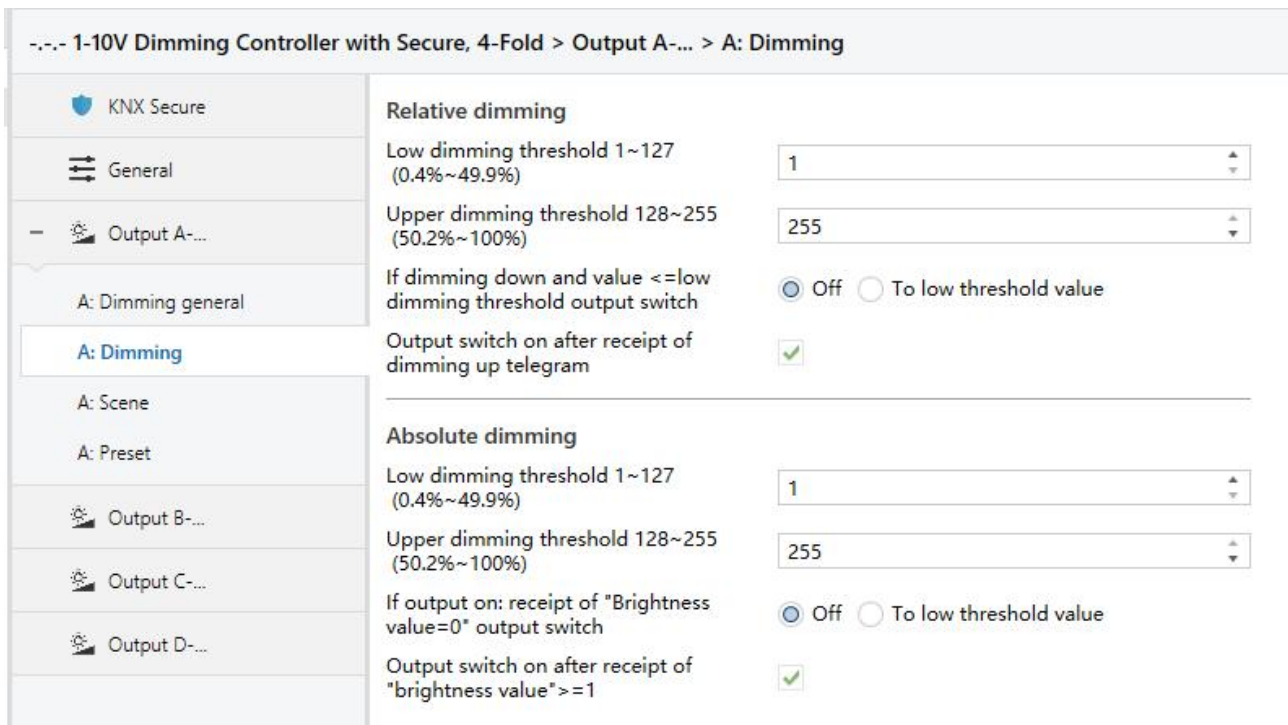 -.-.- 1-10V Dimming Controller with Secure, 4-Fold > Output A-... > A: Dimming
KNX Secure
General
Output A-...
A: Dimming general
A: Dimming
A: Scene
A: Preset
Output B-...
Output C-...
Output D-...
Relative dimming
Low dimming threshold 1~127
(0.4%~49.9%)
1
Upper dimming threshold 128~255
(50.2%~100%)
255
If dimming down and value <=low
dimming threshold output switch
Off To low threshold value
Output switch on after receipt of
dimming up telegram
Absolute dimming
Low dimming threshold 1~127
(0.4%~49.9%)
1
Upper dimming threshold 128~255
(50.2%~100%)
255
If output on: receipt of "Brightness
value=0" output switch
Off To low threshold value
Output switch on after receipt of
"brightness value">=1